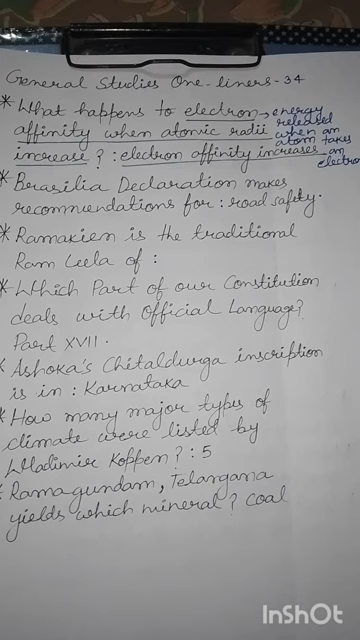 General Studies One-liners-34
* What happens to electron → energy released when an atom takes an electron
affinity when atomic radii
increase? : electron affinity increases
* Brasilia Declaration makes
recommendations for : road safety.
* Ramakien is the traditional
Ram Leela of :
* Which Part of our Constitution
deals with Official Language?
Part XVII.
* Ashoka's Chitaldurga inscription
is in : Karnataka
* How many major types of
climate were listed by
Wladimir Koppen? : 5
* Ramagundam, Telangana
yields which mineral? coal
InShOt